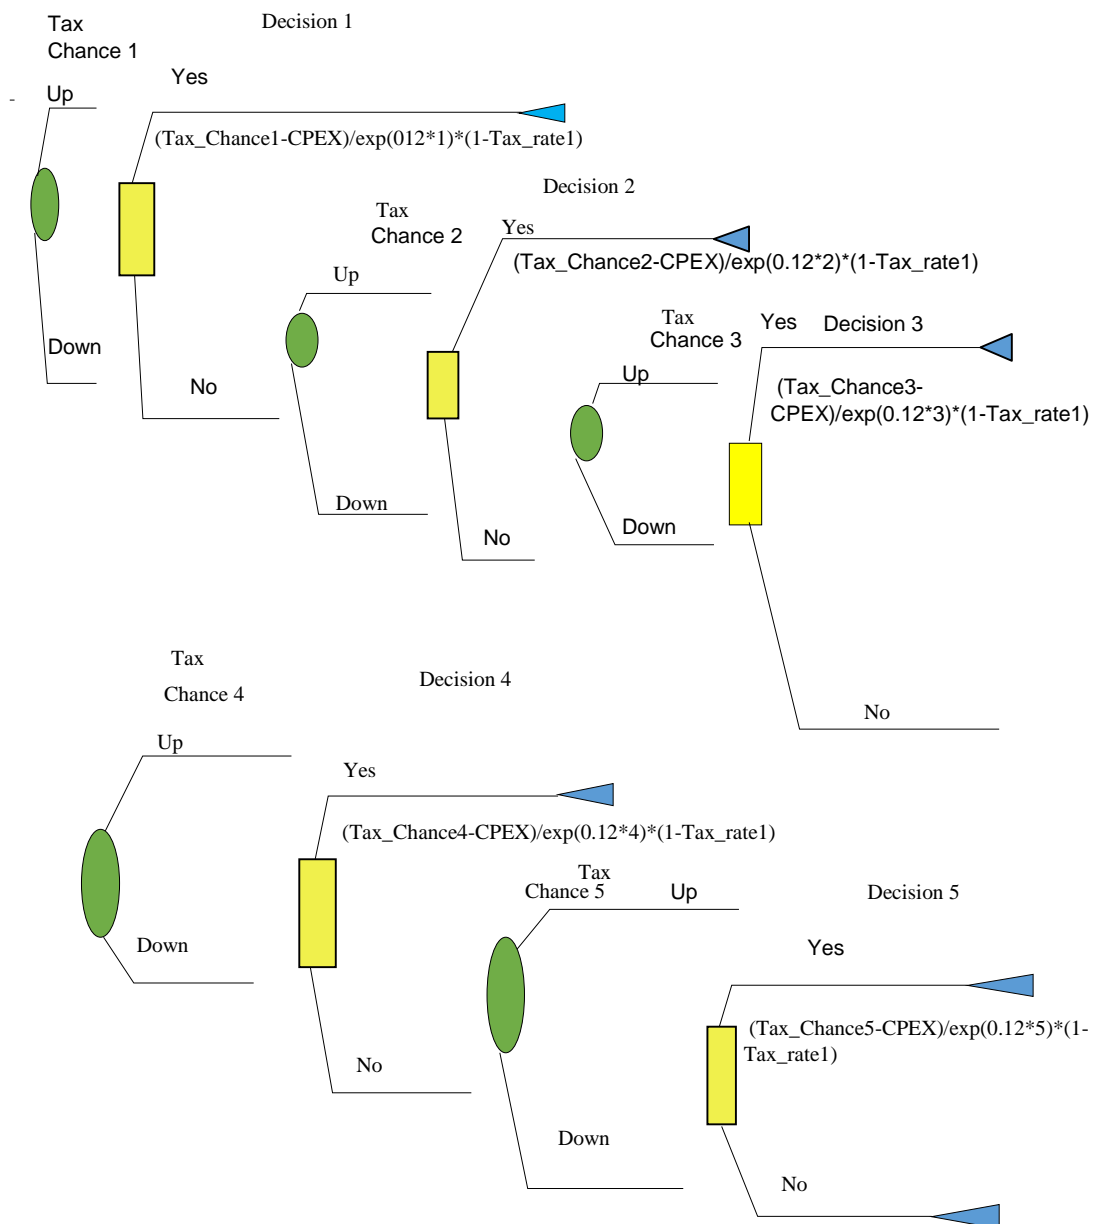 Tax
Chance 1
Decision 1
Up
Yes
(Tax_Chance1-CPEX)/exp(012*1)*(1-Tax_rate1)
Down
No
Tax
Chance 2
Decision 2
Up
Yes
(Tax_Chance2-CPEX)/exp(0.12*2)*(1-Tax_rate1)
Down
No
Tax
Chance 3
Yes
Decision 3
Up
(Tax_Chance3-
CPEX)/exp(0.12*3)*(1-Tax_rate1)
Down
No
Tax
Chance 4
Decision 4
Up
Yes
(Tax_Chance4-CPEX)/exp(0.12*4)*(1-Tax_rate1)
Down
No
Tax
Chance 5
Up
Decision 5
Yes
(Tax_Chance5-CPEX)/exp(0.12*5)*(1-
Tax_rate1)
Down
No